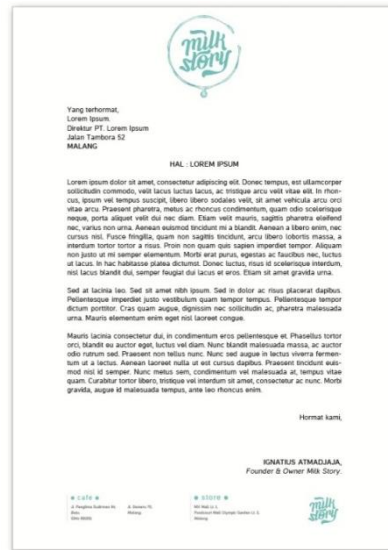 milk
story
Yang terhormat,
Lorem Ipsum.
Direktur PT. Lorem Ipsum
Jalan Tambora 52
MALANG
HAL : LOREM IPSUM
Lorem ipsum dolor sit amet, consectetur adipiscing elit. Donec tempus, est ullamcorper
sollicitudin commodo, velit lacus luctus lacus, ac tristique arcu velit vitae elit. In rhon-
cus, ipsum vel tempus suscipit, libero libero sodales velit, sit amet vehicula arcu orci
vitae arcu. Praesent pharetra, metus ac rhoncus condimentum, quam odio scelerisque
neque, porta aliquet velit dui nec diam. Etiam velit mauris, sagittis pharetra eleifend
nec, varius non urna. Aenean euismod tincidunt mi a blandit. Aenean a libero enim, nec
cursus nisl. Fusce fringilla, quam non sagittis tincidunt, arcu libero lobortis massa, a
interdum tortor tortor a risus. Proin non quam quis sapien imperdiet tempor. Aliquam
non justo ut mi semper elementum. Morbi erat purus, egestas ac faucibus nec, luctus
ut lacus. In hac habitasse platea dictumst. Donec luctus, risus id scelerisque interdum,
nisl lacus blandit dui, semper feugiat dui lacus et eros. Etiam sit amet gravida urna.
Sed at lacinia leo. Sed sit amet nibh ipsum. Sed in dolor ac risus placerat dapibus.
Pellentesque imperdiet justo vestibulum quam tempor tempus. Pellentesque tempor
dictum porttitor. Cras quam augue, dignissim nec sollicitudin ac, pharetra malesuada
urna. Mauris elementum enim eget nisl laoreet congue.
Mauris lacinia consectetur dui, in condimentum eros pellentesque et. Phasellus tortor
orci, blandit eu auctor eget, luctus vel diam. Nunc blandit malesuada massa, ac auctor
odio rutrum sed. Praesent non tellus nunc. Nunc sed augue in lectus viverra fermen-
tum ut a lectus. Aenean laoreet nulla ut est cursus dapibus. Praesent tincidunt euis-
mod nisl id semper. Nunc metus sem, condimentum vel malesuada at, tempus vitae
quam. Curabitur tortor libero, tristique vel interdum sit amet, consectetur ac nunc. Morbi
gravida, augue id malesuada tempus, ante leo rhoncus enim.
Hormat kami,
IGNATIUS ATMADJAJA,
Founder & Owner Milk Story.
cafe
Malang
store
Malang
milk
story